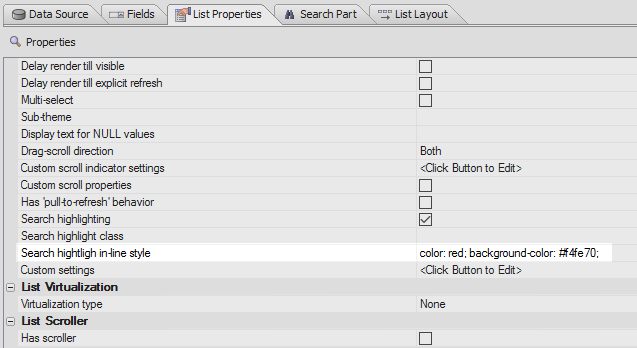 Data Source Fields List Properties Search Part List Layout
Properties
Delay render till visible
Delay render till explicit refresh
Multi-select
Sub-theme
Display text for NULL values
Drag-scroll direction Both
Custom scroll indicator settings <Click Button to Edit>
Custom scroll properties
Has 'pull-to-refresh' behavior
Search highlighting
Search highlight class
Search hightligh in-line style color: red; background-color: #f4fe70;
Custom settings <Click Button to Edit>
List Virtualization
Virtualization type None
List Scroller
Has scroller